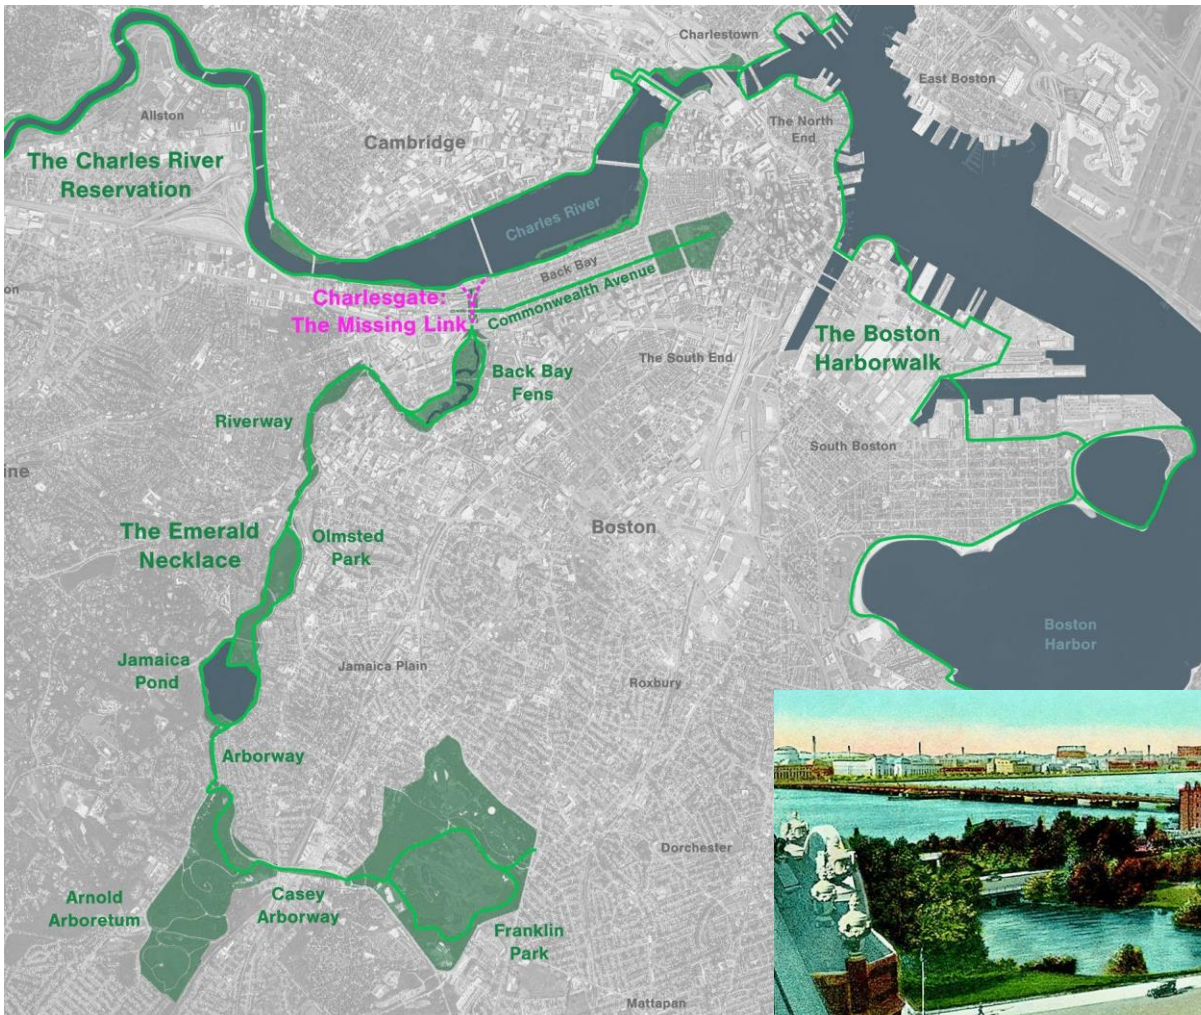 Charlestown
East Boston
Allston
The North
End
Cambridge
The Charles River
Reservation
Charles River
Back Bay
Commonwealth Avenue
on
Charlesgate:
The Missing Link
The Boston
Harborwalk
The South End
Back Bay
Fens
Riverway
South Boston
ine
The Emerald
Necklace
Olmsted
Park
Boston
Boston
Harbor
Jamaica
Pond
Jamaica Plain
Roxbury
Arborway
Dorchester
Arnold
Arboretum
Casey
Arborway
Franklin
Park
Mattapan